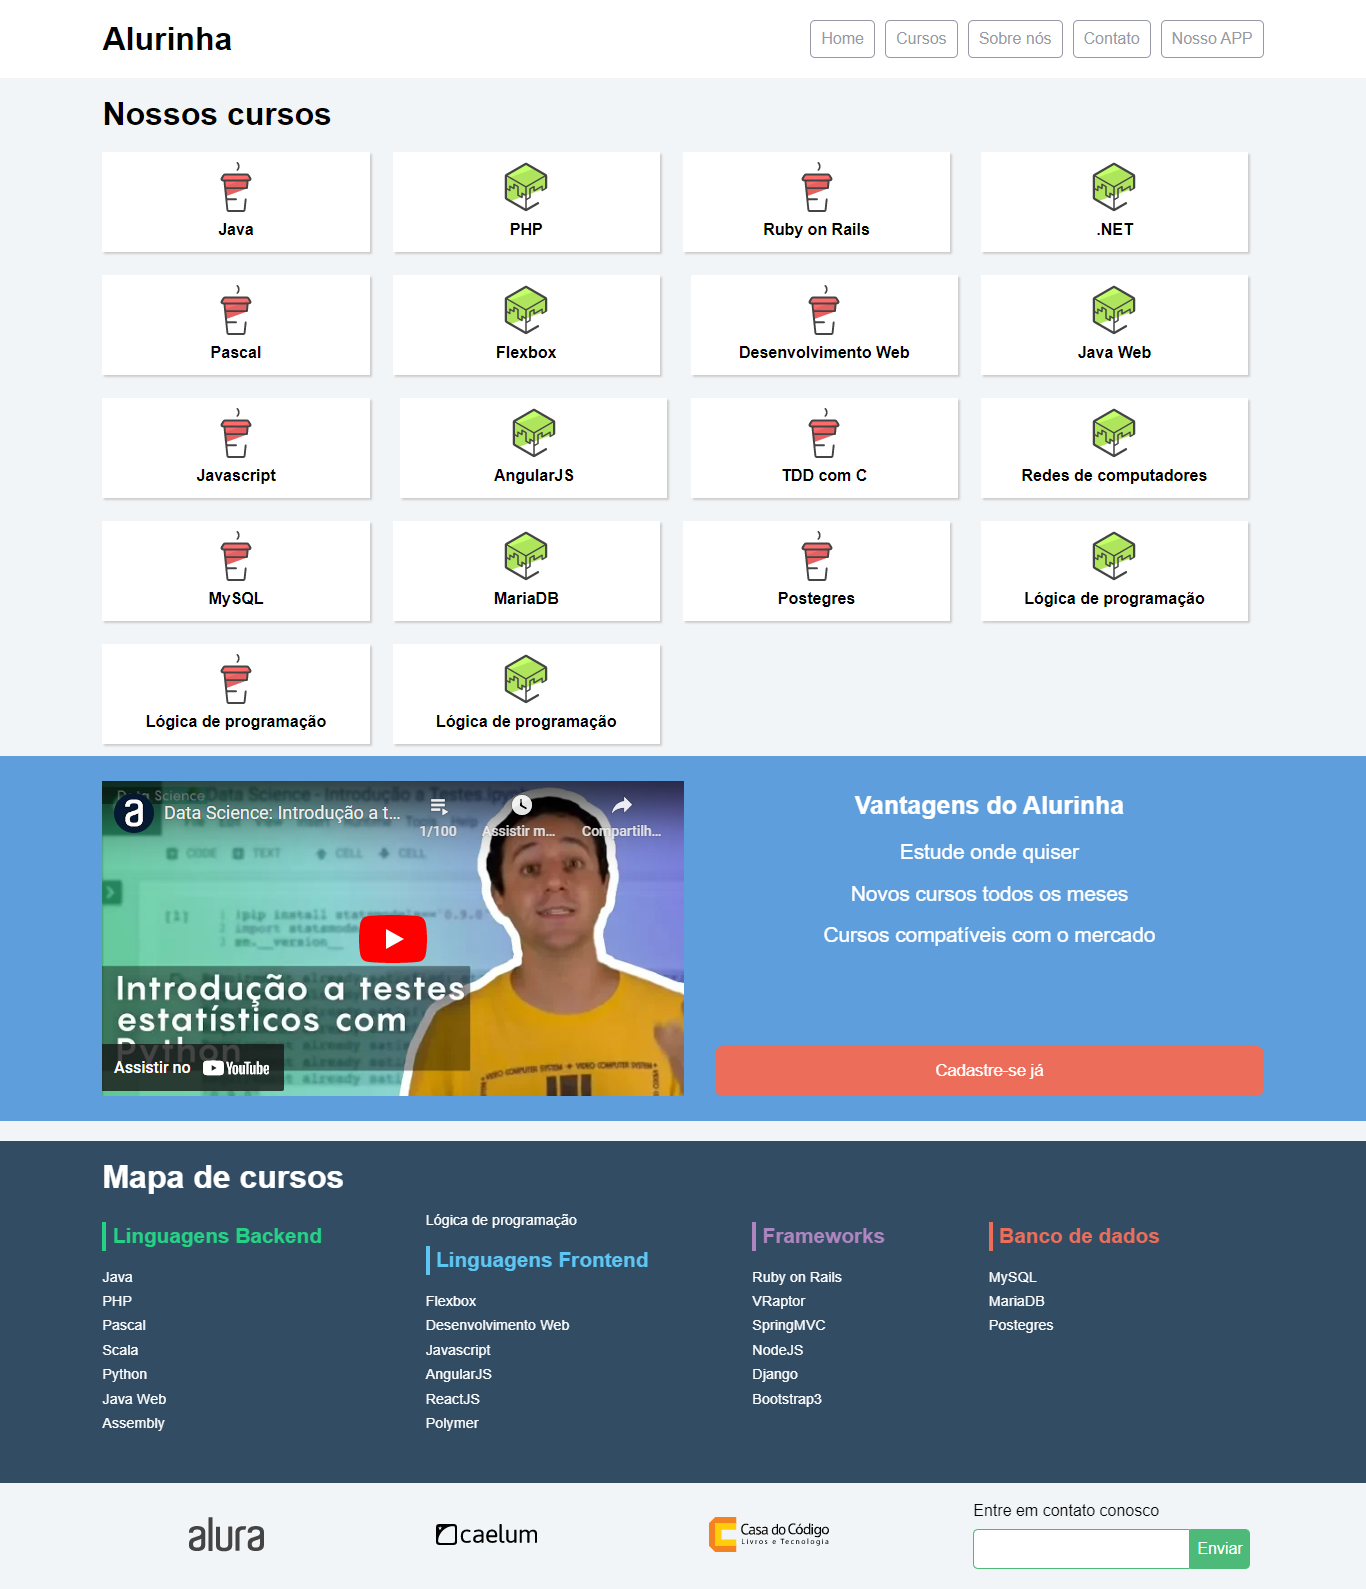 Alurinha
Home
Cursos
Sobre nós
Contato
Nosso APP
Nossos cursos
Java
PHP
Ruby on Rails
.NET
Pascal
Flexbox
Desenvolvimento Web
Java Web
Javascript
AngularJS
TDD com C
Redes de computadores
MySQL
MariaDB
Postegres
Lógica de programação
Lógica de programação
Lógica de programação
Data Science: Introdução a t...
1/100
Assistir m...
Compartilh...
CODE
TEXT
CELL
CELL
Introdução a testes
estatísticos com
Python
Assistir no YouTube
Vantagens do Alurinha
Estude onde quiser
Novos cursos todos os meses
Cursos compatíveis com o mercado
Cadastre-se já
Mapa de cursos
Linguagens Backend
Java
PHP
Pascal
Scala
Python
Java Web
Assembly
Lógica de programação
Linguagens Frontend
Flexbox
Desenvolvimento Web
Javascript
AngularJS
ReactJS
Polymer
Frameworks
Ruby on Rails
VRaptor
SpringMVC
NodeJS
Django
Bootstrap3
Banco de dados
MySQL
MariaDB
Postegres
alura
caelum
Casa do Código
Livros e Tecnologia
Entre em contato conosco
Enviar